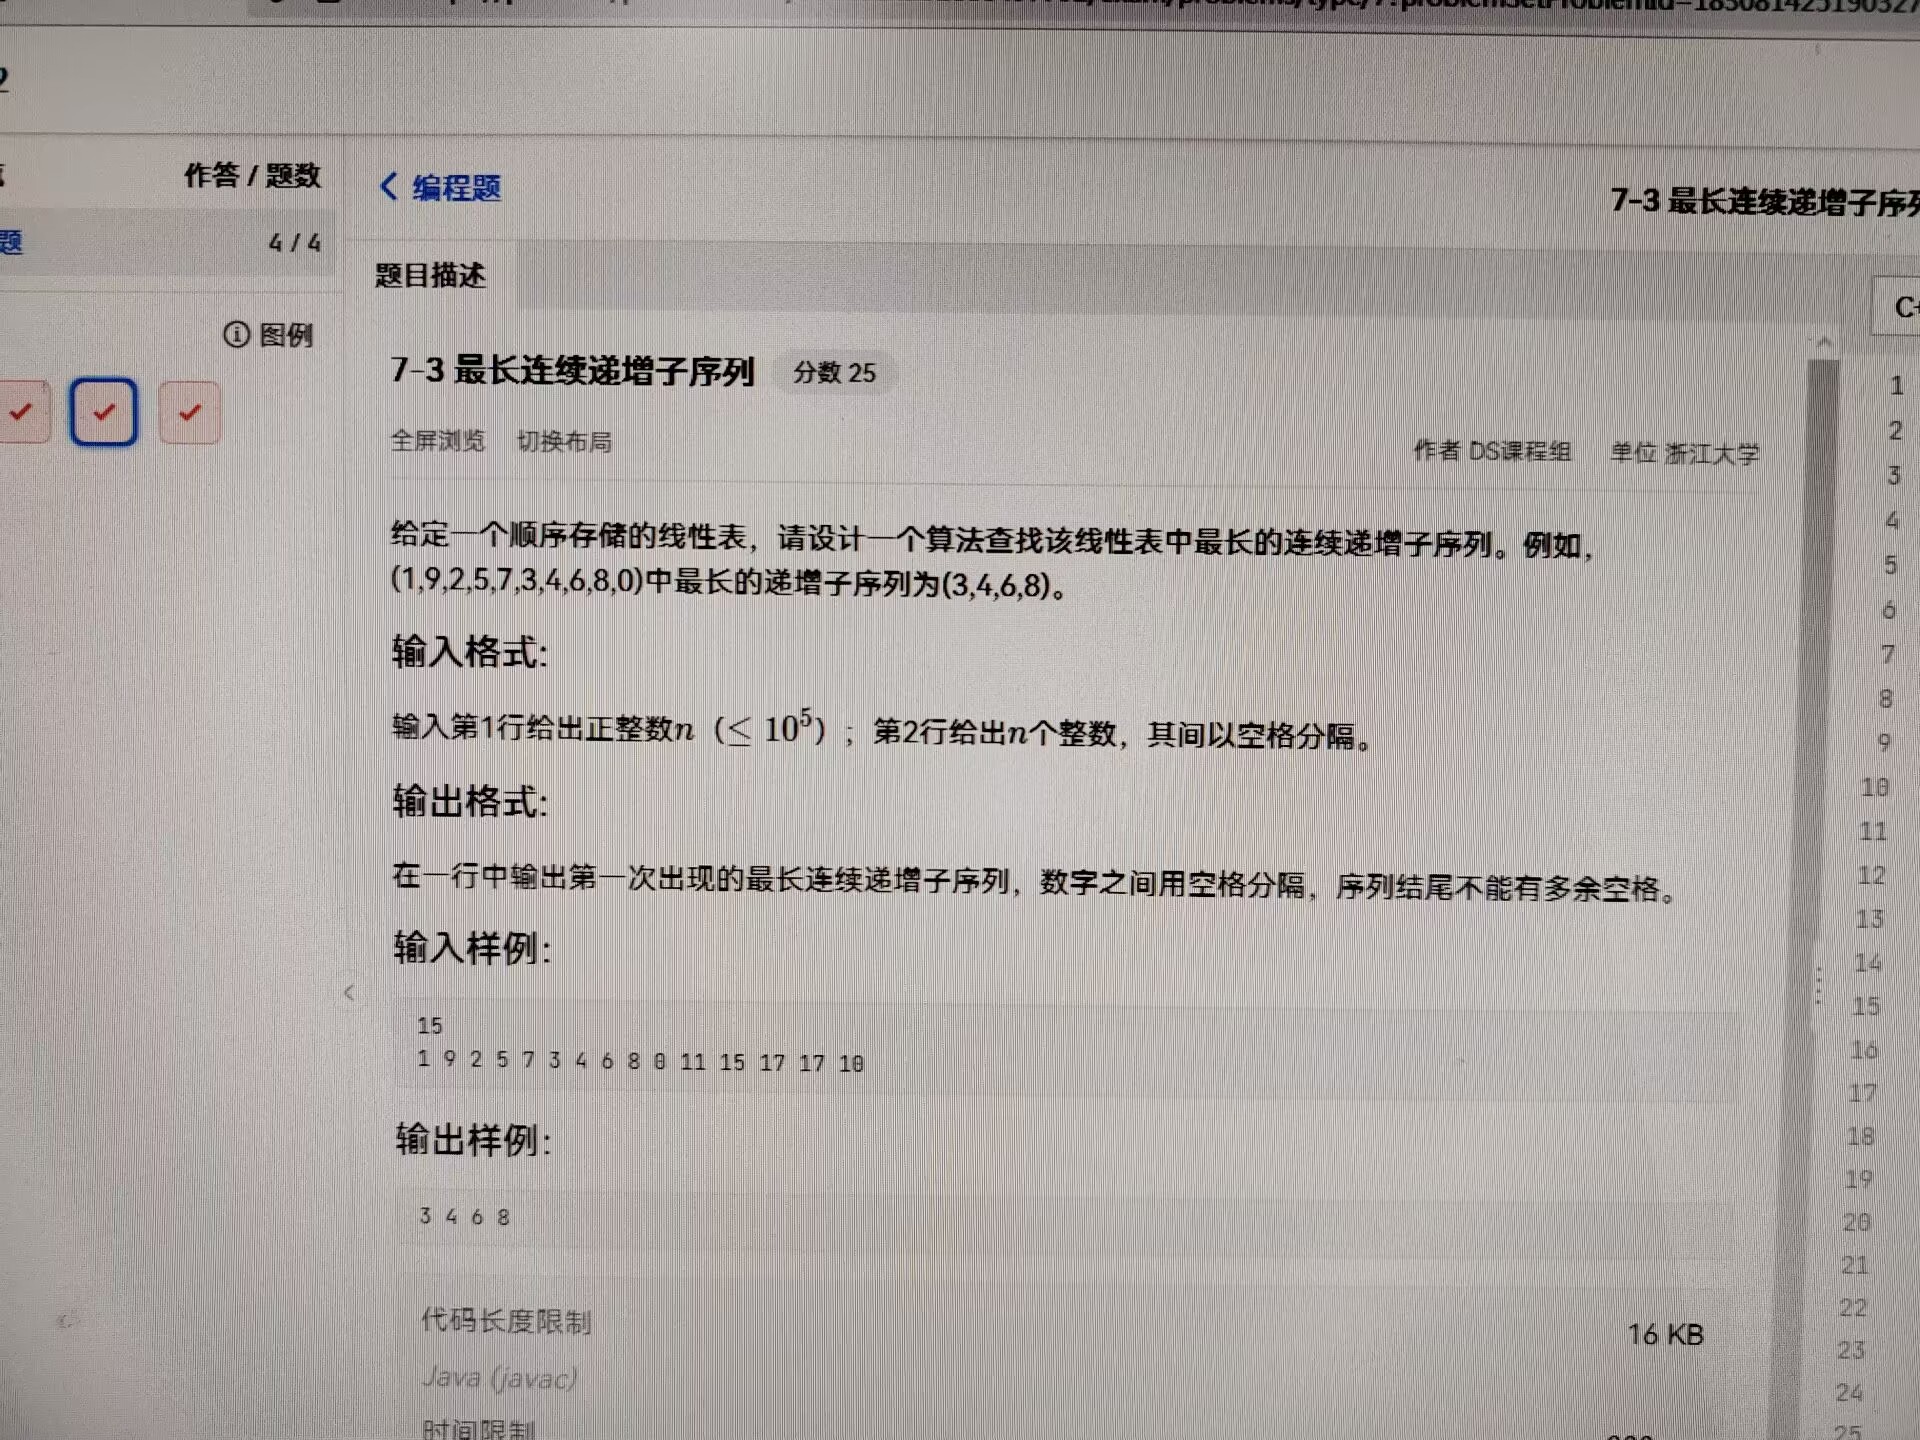 作答 / 题数
编程题
7-3 最长连续递增子序列
题
4 / 4
题目描述
图例
7-3 最长连续递增子序列 分数 25
全屏浏览 切换布局
作者 DS课程组 单位 浙江大学
给定一个顺序存储的线性表，请设计一个算法查找该线性表中最长的连续递增子序列。例如，
(1,9,2,5,7,3,4,6,8,0)中最长的递增子序列为(3,4,6,8)。
输入格式:
输入第1行给出正整数n（≤ 10⁵）；第2行给出n个整数，其间以空格分隔。
输出格式:
在一行中输出第一次出现的最长连续递增子序列，数字之间用空格分隔，序列结尾不能有多余空格。
输入样例:
15
1 9 2 5 7 3 4 6 8 0 11 15 17 17 10
输出样例:
3 4 6 8
代码长度限制
16 KB
Java (javac)
时间限制
1
2
3
4
5
6
7
8
9
10
11
12
13
14
15
16
17
18
19
20
21
22
23
24
25